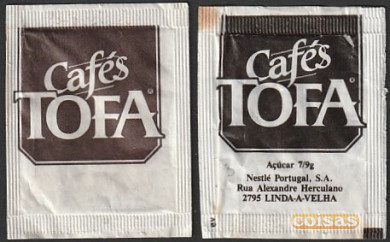 Cafés
TOFA®
Cafés
TOFA®
Açúcar 7/9g
Nestlé Portugal, S.A.
Rua Alexandre Herculano
2795 LINDA-A-VELHA
coisas